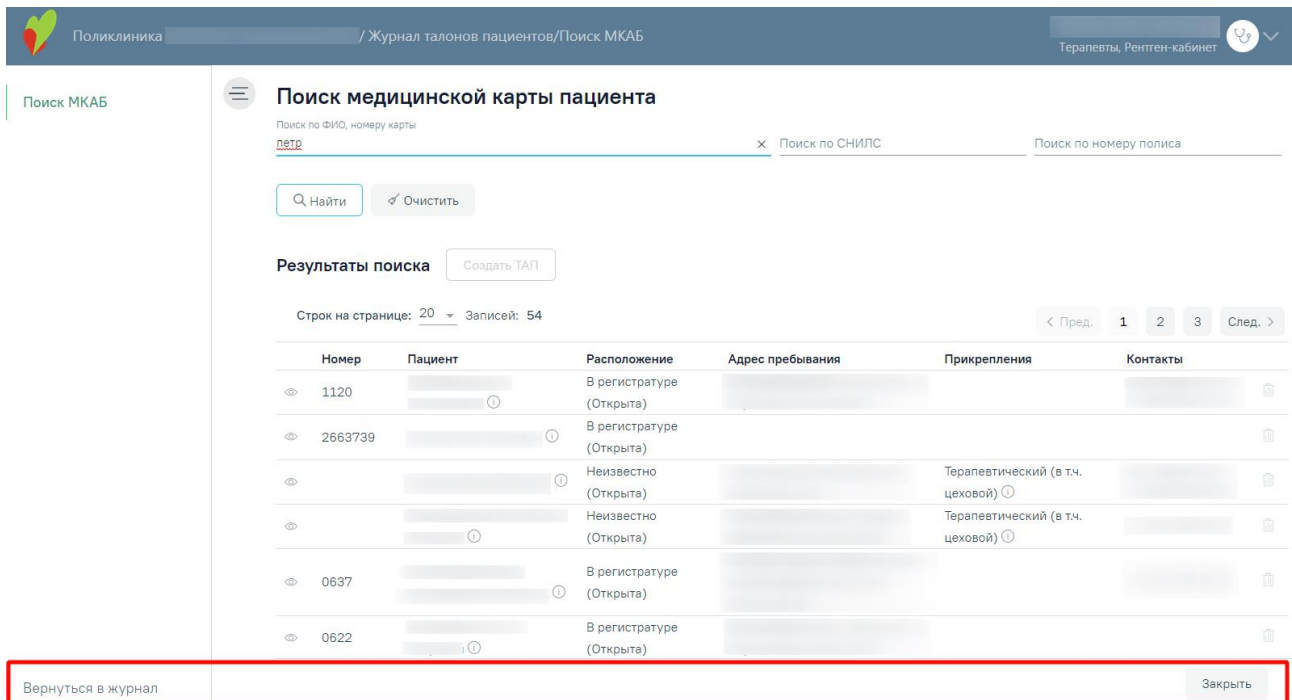 Поликлиника / Журнал талонов пациентов/Поиск МКАБ
Терапевты, Рентген-кабинет
Поиск МКАБ
Поиск медицинской карты пациента
Поиск по ФИО, номеру карты
петр
Поиск по СНИЛС
Поиск по номеру полиса
Найти
Очистить
Результаты поиска
Создать ТАП
Строк на странице: 20 Записей: 54
< Пред. 1 2 3 След. >
Номер Пациент Расположение Адрес пребывания Прикрепления Контакты
1120 В регистратуре
(Открыта)
2663739 В регистратуре
(Открыта)
Неизвестно Терапевтический (в т.ч.
(Открыта) цеховой)
Неизвестно Терапевтический (в т.ч.
(Открыта) цеховой)
0637 В регистратуре
(Открыта)
0622 В регистратуре
(Открыта)
Вернуться в журнал
Закрыть